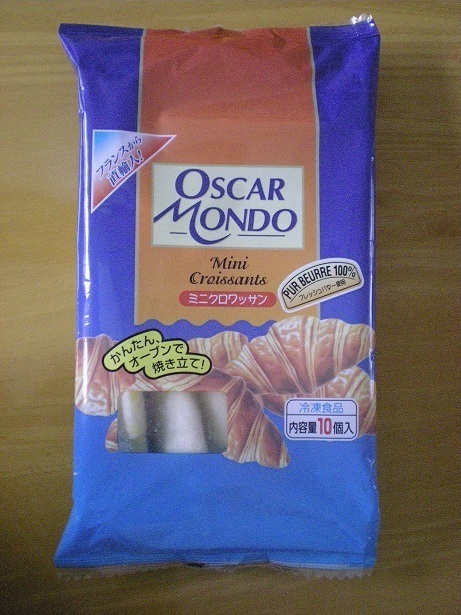 フランスから
直輸入!
OSCAR
MONDO
Mini
Croissants
ミニクロワッサン
PUR BEURRE 100%
フレッシュバター使用
かんたん、
オーブンで
焼き立て!
冷凍食品
内容量10個入